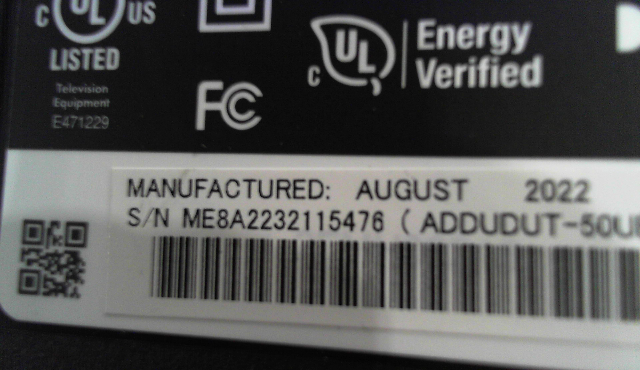 C UL US
LISTED
Television
Equipment
E471229
FC
C UL
Energy
Verified
MANUFACTURED: AUGUST 2022
S/N ME8A2232115476 ( ADDUDUT-50U